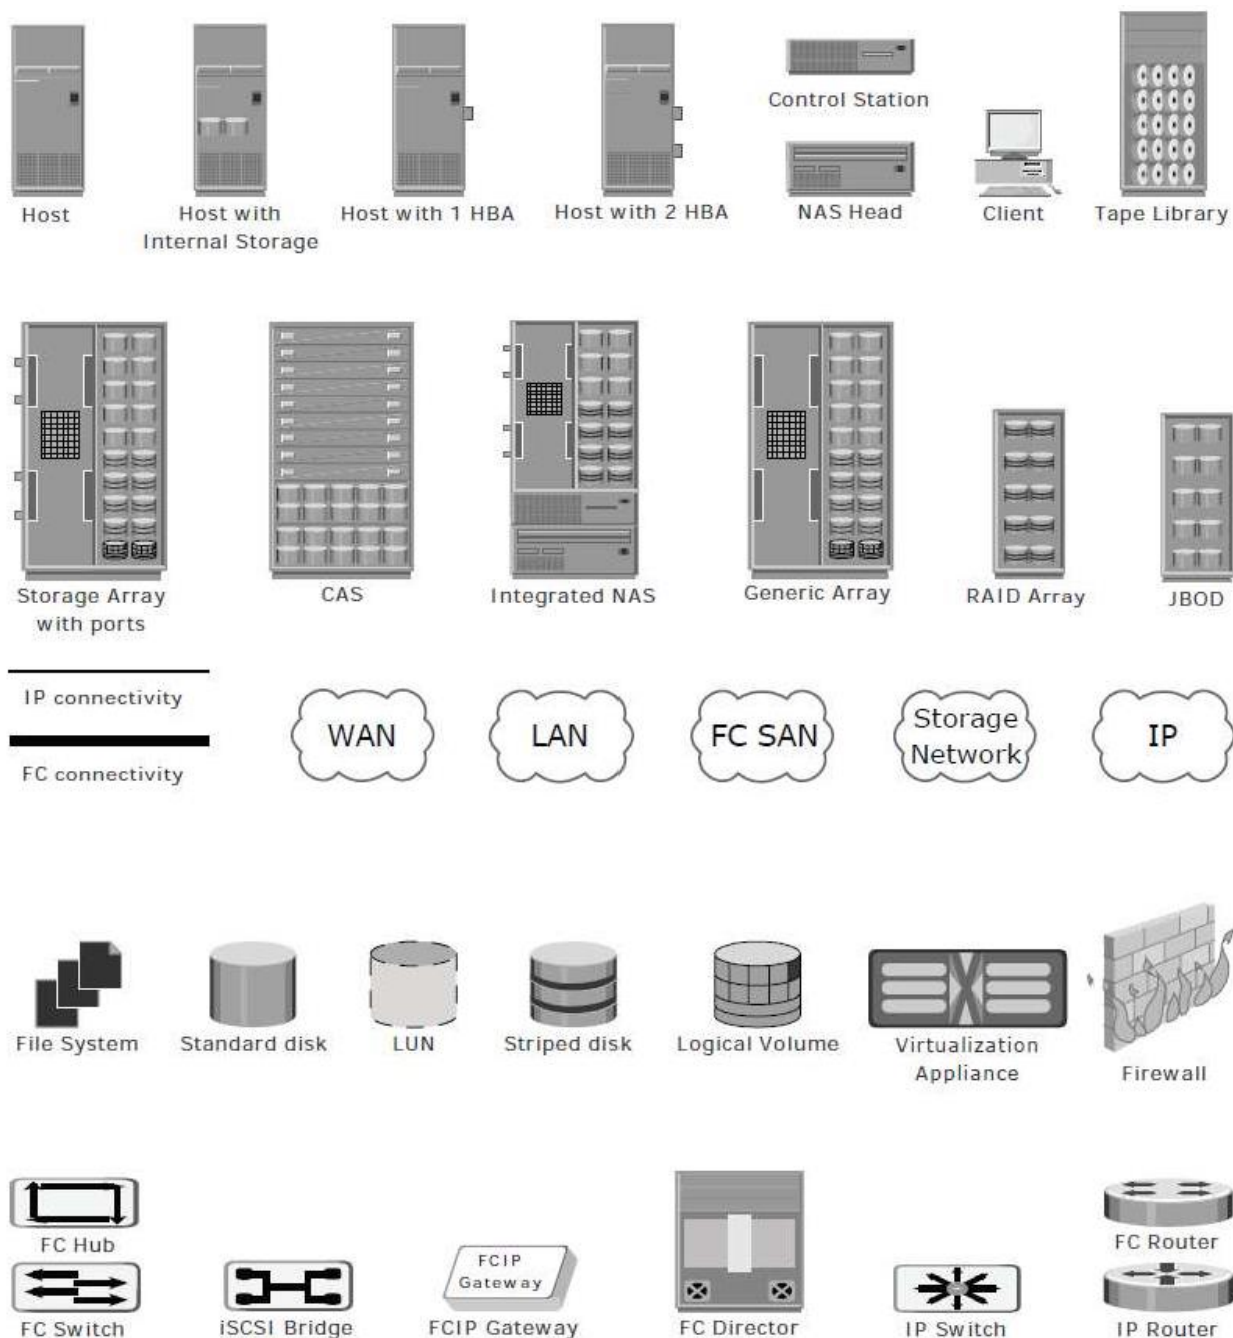 Control Station
Host
Host with
Internal Storage
Host with 1 HBA
Host with 2 HBA
NAS Head
Client
Tape Library
Storage Array
with ports
CAS
Integrated NAS
Generic Array
RAID Array
JBOD
IP connectivity
FC connectivity
WAN
LAN
FC SAN
Storage
Network
IP
File System
Standard disk
LUN
Striped disk
Logical Volume
Virtualization
Appliance
Firewall
FC Hub
FC Switch
iSCSI Bridge
FCIP
Gateway
FCIP Gateway
FC Director
IP Switch
FC Router
IP Router